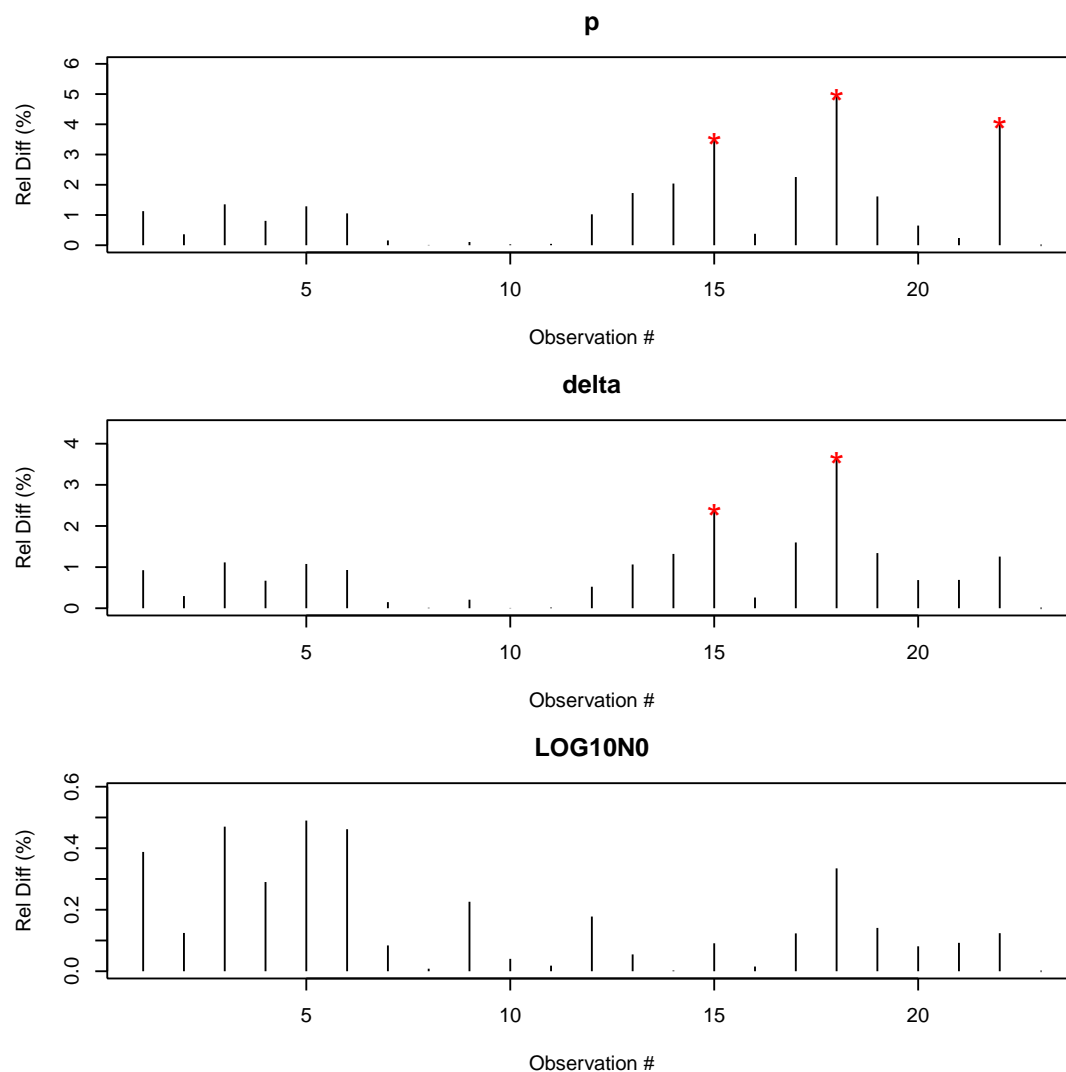 p
Rel Diff (%)
0 1 2 3 4 5 6
5 10 15 20
Observation #
delta
Rel Diff (%)
0 1 2 3 4
5 10 15 20
Observation #
LOG10N0
Rel Diff (%)
0.0 0.2 0.4 0.6
5 10 15 20
Observation #